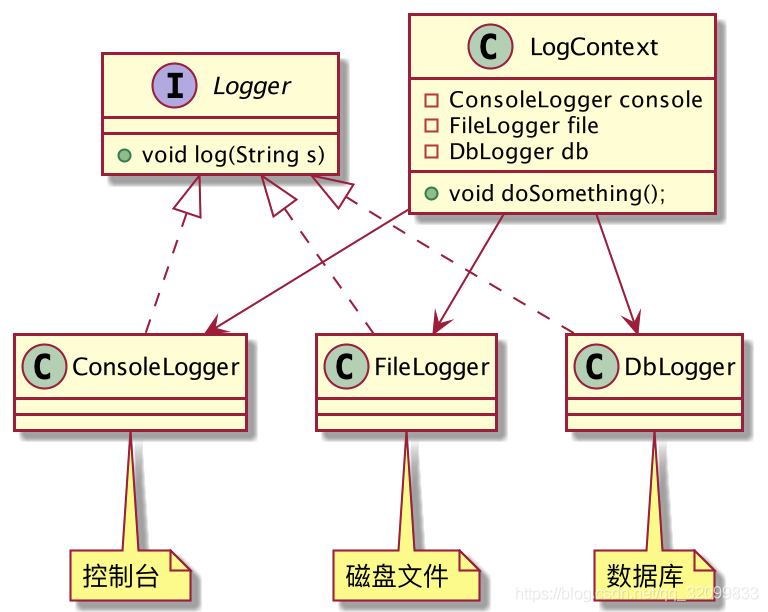 I Logger
void log(String s)
C LogContext
ConsoleLogger console
FileLogger file
DbLogger db
void doSomething();
C ConsoleLogger
C FileLogger
C DbLogger
控制台
磁盘文件
数据库
https://blog.csdn.net/qq_32099833